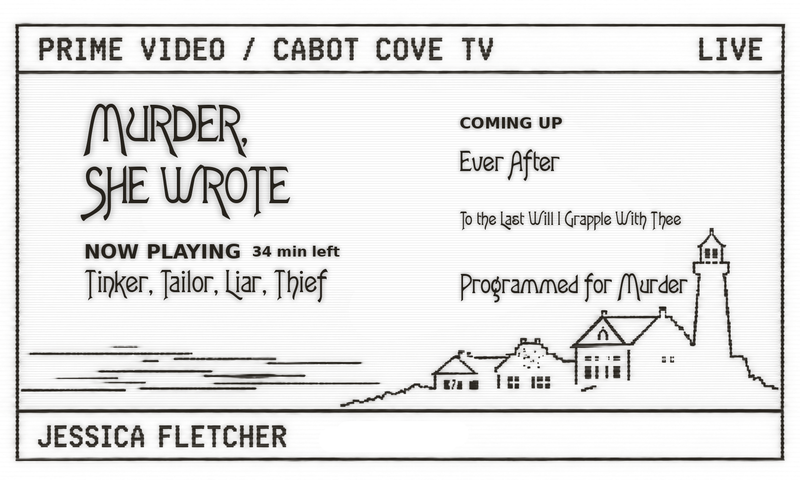 PRIME VIDEO / CABOT COVE TV LIVE
MURDER,
SHE WROTE
NOW PLAYING 34 min left
Tinker, Tailor, Liar, Thief
COMING UP
Ever After
To the Last Will I Grapple With Thee
Programmed for Murder
JESSICA FLETCHER